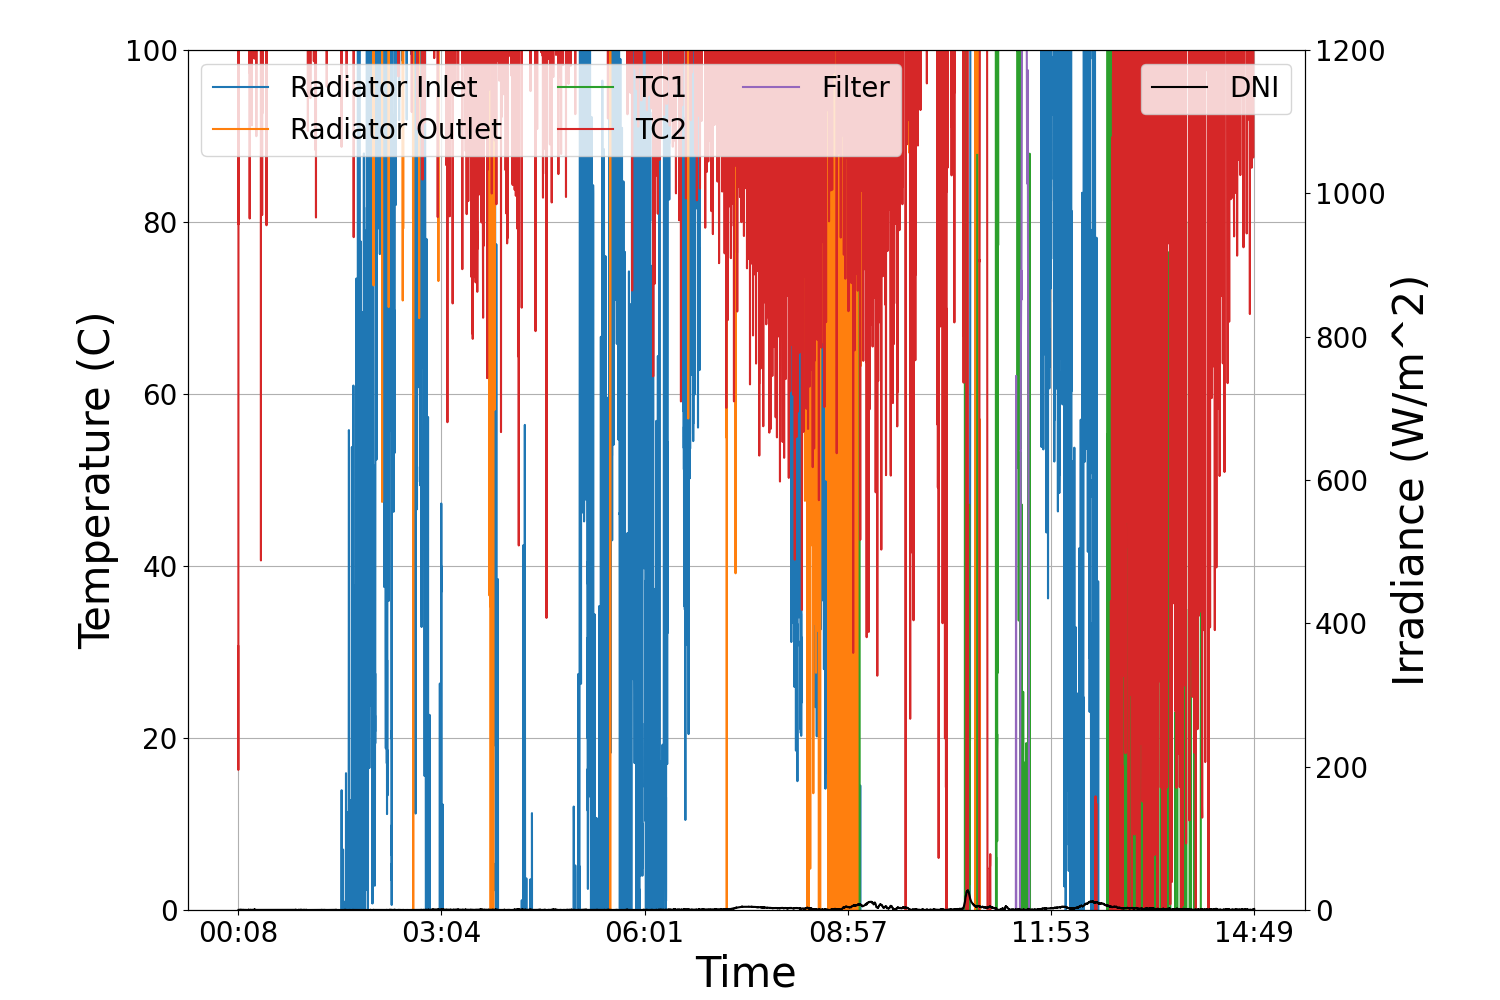 100
80
60
40
20
0
Temperature (C)
Radiator Inlet
Radiator Outlet
TC1
TC2
Filter
DNI
1200
1000
800
600
400
200
0
Irradiance (W/m^2)
00:08
03:04
06:01
08:57
11:53
14:49
Time